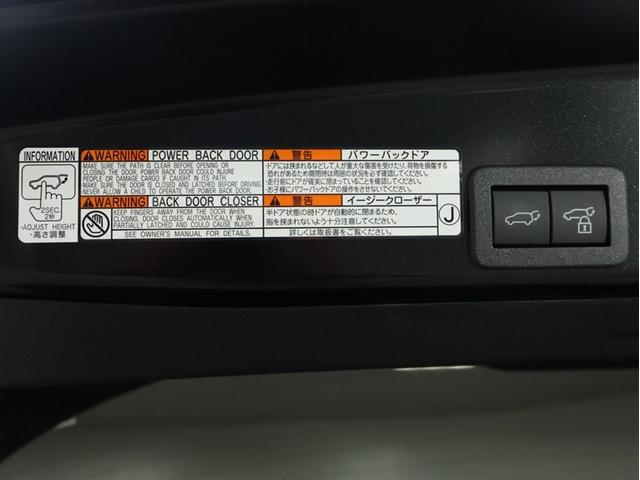 INFORMATION
2SEC.
2秒
・ADJUST HEIGHT・
・高さ調整
WARNING POWER BACK DOOR
MAKE SURE THE PATH IS CLEAR BEFORE OPENING OR
CLOSING THE DOOR. POWER BACK DOOR COULD INJURE
PEOPLE OR DAMAGE CARGO IF CAUGHT IN ITS PATH.
MAKE SURE THE DOOR IS CLOSED AND LATCHED BEFORE DRIVING.
NEVER ALLOW A CHILD TO OPERATE THE POWER BACK DOOR.
WARNING BACK DOOR CLOSER
KEEP FINGERS AWAY FROM THE DOOR WHEN
CLOSING. DOOR CLOSES AUTOMATICALLY WHEN
PARTIALLY LATCHED AND COULD CAUSE INJURY.
SEE OWNER'S MANUAL FOR DETAILS.
警告 パワーバックドア
・ドアには挟まれるなどして人が重大な傷害を受けたり、荷物を損傷する
恐れがあるため開閉時は周囲の状況を必ず確認してください。
・走行前にドアが確実に閉まっていることを確認してください。
・お子様にパワーバックドアの操作をさせないでください。
警告 イージークローザー
半ドア状態の時ドアが自動的に閉まるため、
指を挟まれないよう十分注意してください。
詳しくは取扱書をご覧ください。
J